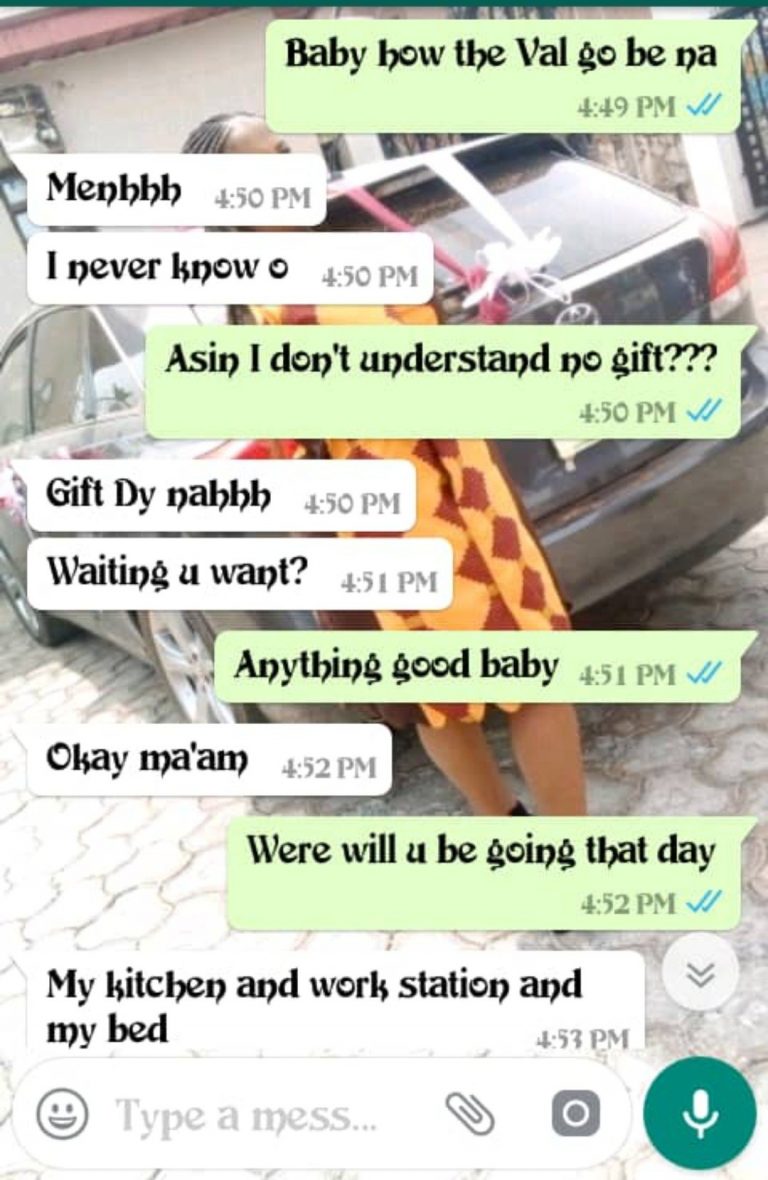 Baby how the Val go be na
4:49 PM
Menhhh 4:50 PM
I never know o 4:50 PM
Asin I don't understand no gift???
4:50 PM
Gift Dy nahhh 4:50 PM
Waiting u want? 4:51 PM
Anything good baby 4:51 PM
Okay ma'am 4:52 PM
Were will u be going that day
4:52 PM
My kitchen and work station and
my bed 4:53 PM
Type a mess...